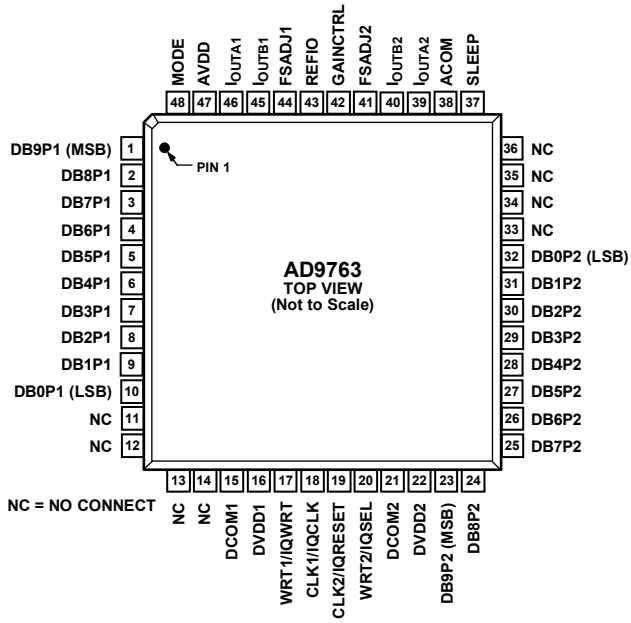 MODE
AVDD
IOUTA1
IOUTB1
FSADJ1
REFIO
GAINCTRL
FSADJ2
IOUTB2
IOUTA2
ACOM
SLEEP
48 47 46 45 44 43 42 41 40 39 38 37
DB9P1 (MSB) 1
DB8P1 2
DB7P1 3
DB6P1 4
DB5P1 5
DB4P1 6
DB3P1 7
DB2P1 8
DB1P1 9
DB0P1 (LSB) 10
NC 11
NC 12
PIN 1
AD9763
TOP VIEW
(Not to Scale)
36 NC
35 NC
34 NC
33 NC
32 DB0P2 (LSB)
31 DB1P2
30 DB2P2
29 DB3P2
28 DB4P2
27 DB5P2
26 DB6P2
25 DB7P2
13 14 15 16 17 18 19 20 21 22 23 24
NC
NC
DCOM1
DVDD1
WRT1/IQWRT
CLK1/IQCLK
CLK2/IQRESET
WRT2/IQSEL
DCOM2
DVDD2
DB9P2 (MSB)
DB8P2
NC = NO CONNECT